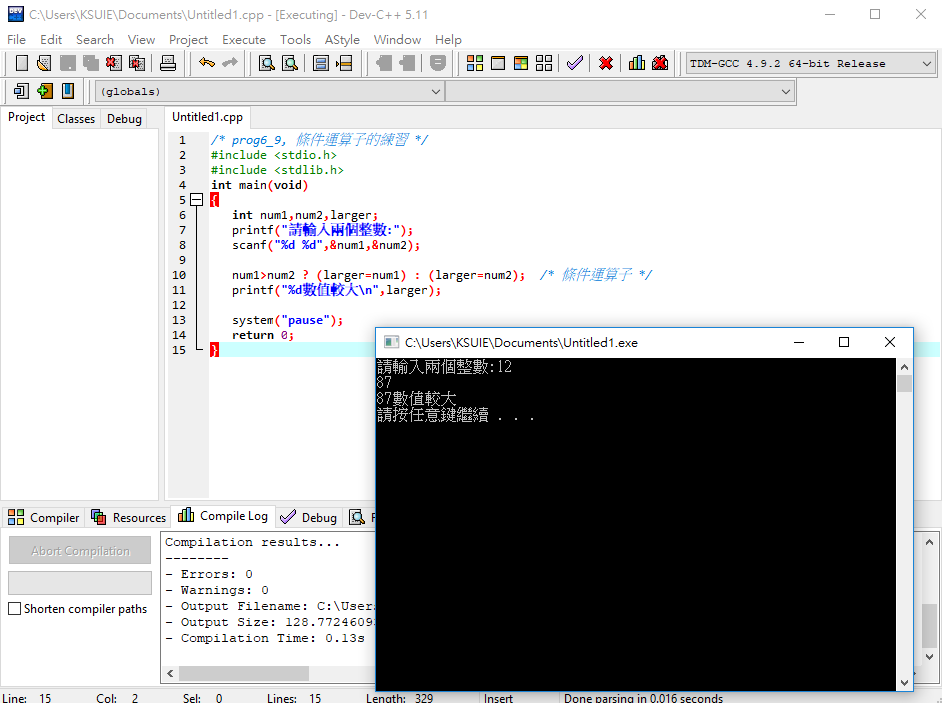 C:\Users\KSUIE\Documents\Untitled1.cpp - [Executing] - Dev-C++ 5.11
File Edit Search View Project Execute Tools AStyle Window Help
TDM-GCC 4.9.2 64-bit Release
(globals)
Project Classes Debug
Untitled1.cpp
1 /* prog6_9, 條件運算子的練習 */
2 #include <stdio.h>
3 #include <stdlib.h>
4 int main(void)
5 {
6 int num1,num2,larger;
7 printf("請輸入兩個整數:");
8 scanf("%d %d",&num1,&num2);
9
10 num1>num2 ? (larger=num1) : (larger=num2); /* 條件運算子 */
11 printf("%d數值較大\n",larger);
12
13 system("pause");
14 return 0;
15 }
C:\Users\KSUIE\Documents\Untitled1.exe
請輸入兩個整數:12
87
87數值較大
請按任意鍵繼續 . . .
Compiler Resources Compile Log Debug
Abort Compilation
Shorten compiler paths
Compilation results...
--------
- Errors: 0
- Warnings: 0
- Output Filename: C:\User
- Output Size: 128.7724609
- Compilation Time: 0.13s
Line: 15 Col: 2 Sel: 0 Lines: 15 Length: 329 Insert Done parsing in 0.016 seconds